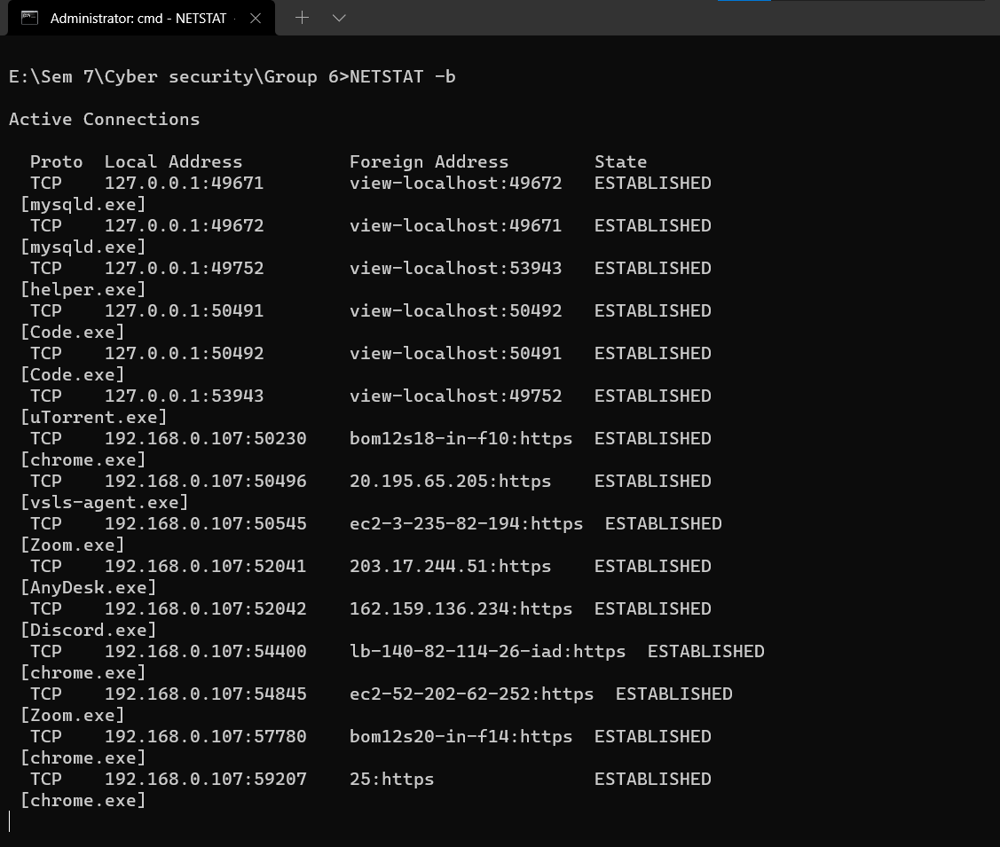 Administrator: cmd - NETSTAT -
E:\Sem 7\Cyber security\Group 6>NETSTAT -b
Active Connections
Proto  Local Address          Foreign Address        State
TCP    127.0.0.1:49671        view-localhost:49672   ESTABLISHED
[mysqld.exe]
TCP    127.0.0.1:49672        view-localhost:49671   ESTABLISHED
[mysqld.exe]
TCP    127.0.0.1:49752        view-localhost:53943   ESTABLISHED
[helper.exe]
TCP    127.0.0.1:50491        view-localhost:50492   ESTABLISHED
[Code.exe]
TCP    127.0.0.1:50492        view-localhost:50491   ESTABLISHED
[Code.exe]
TCP    127.0.0.1:53943        view-localhost:49752   ESTABLISHED
[uTorrent.exe]
TCP    192.168.0.107:50230    bom12s18-in-f10:https  ESTABLISHED
[chrome.exe]
TCP    192.168.0.107:50496    20.195.65.205:https    ESTABLISHED
[vsls-agent.exe]
TCP    192.168.0.107:50545    ec2-3-235-82-194:https  ESTABLISHED
[Zoom.exe]
TCP    192.168.0.107:52041    203.17.244.51:https    ESTABLISHED
[AnyDesk.exe]
TCP    192.168.0.107:52042    162.159.136.234:https  ESTABLISHED
[Discord.exe]
TCP    192.168.0.107:54400    lb-140-82-114-26-iad:https  ESTABLISHED
[chrome.exe]
TCP    192.168.0.107:54845    ec2-52-202-62-252:https  ESTABLISHED
[Zoom.exe]
TCP    192.168.0.107:57780    bom12s20-in-f14:https  ESTABLISHED
[chrome.exe]
TCP    192.168.0.107:59207    25:https               ESTABLISHED
[chrome.exe]